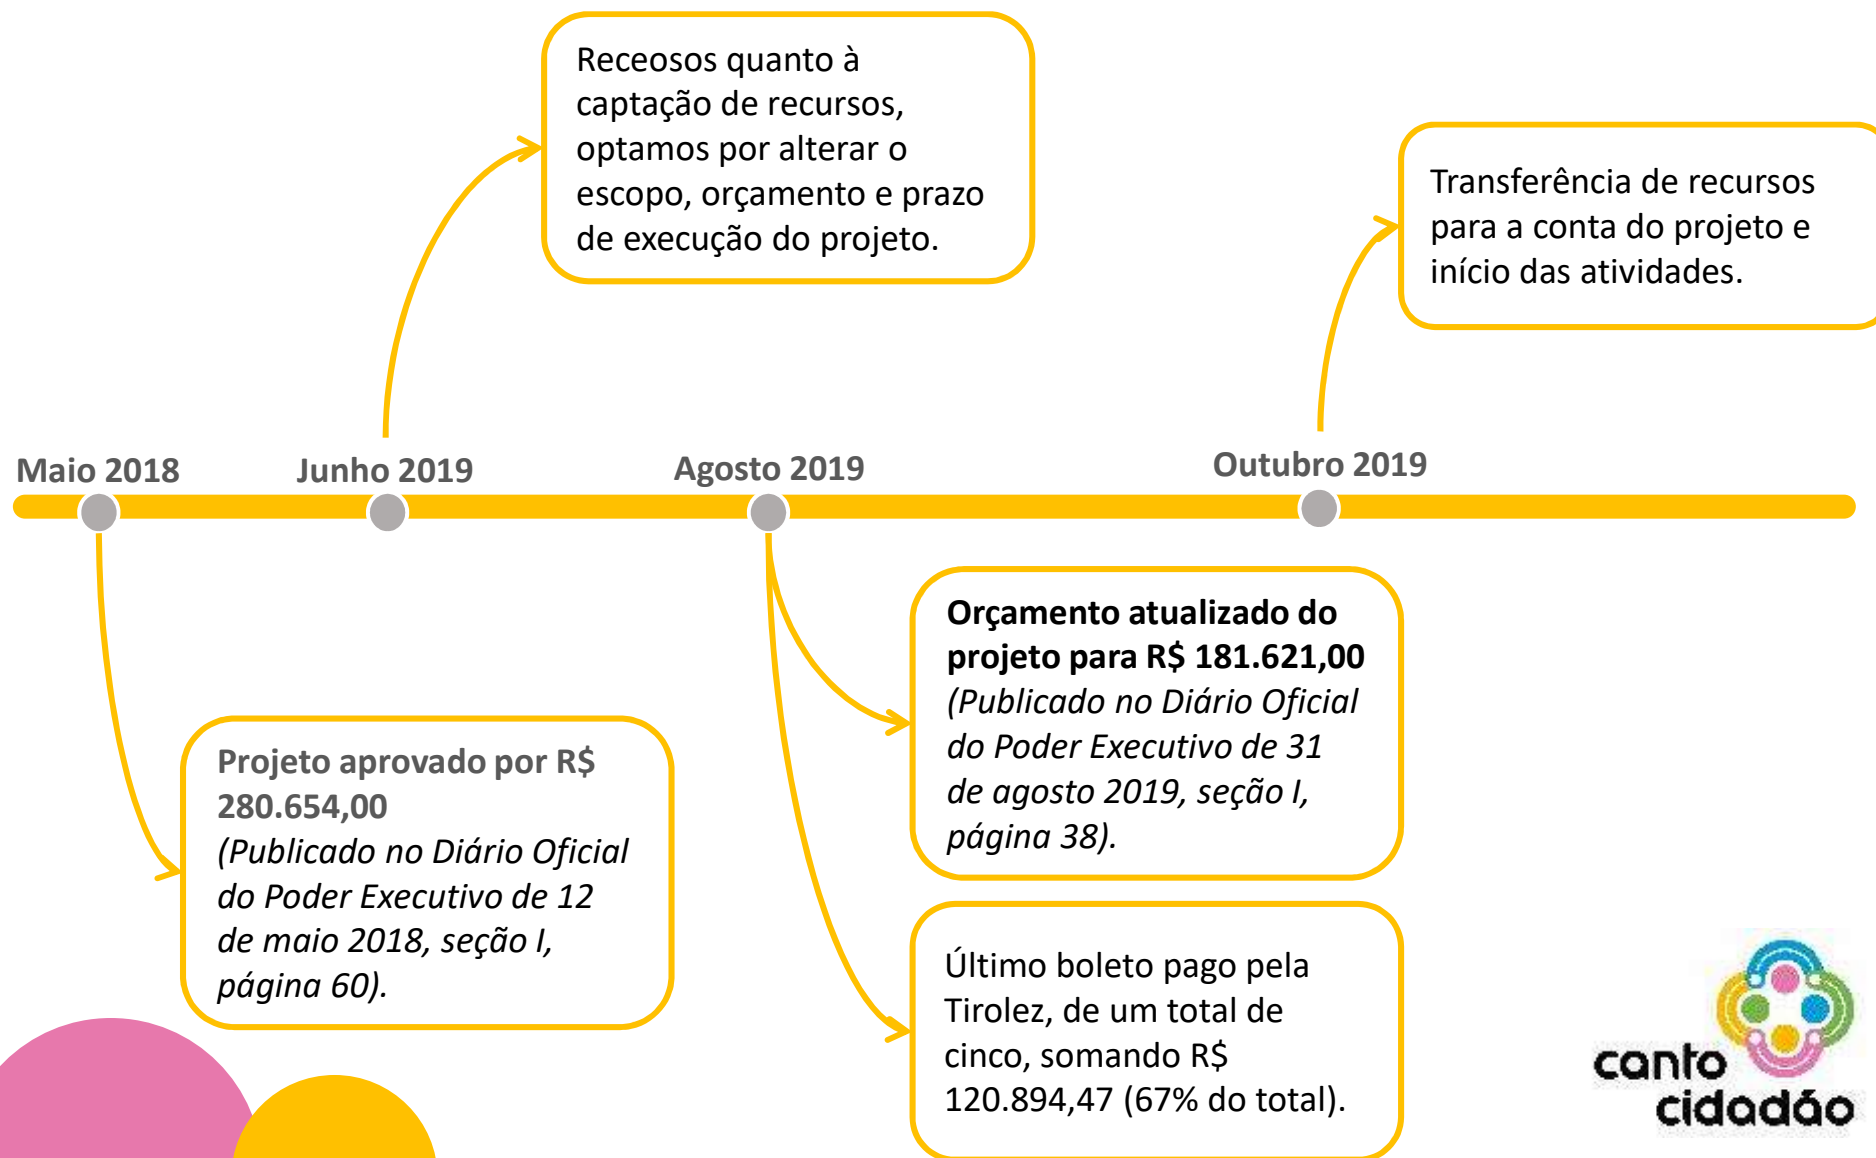 Receosos quanto à
captação de recursos,
optamos por alterar o
escopo, orçamento e prazo
de execução do projeto.
Transferência de recursos
para a conta do projeto e
início das atividades.
Maio 2018
Junho 2019
Agosto 2019
Outubro 2019
Projeto aprovado por R$
280.654,00
(Publicado no Diário Oficial
do Poder Executivo de 12
de maio 2018, seção I,
página 60).
Orçamento atualizado do
projeto para R$ 181.621,00
(Publicado no Diário Oficial
do Poder Executivo de 31
de agosto 2019, seção I,
página 38).
Último boleto pago pela
Tirolez, de um total de
cinco, somando R$
120.894,47 (67% do total).
canto
cidadão